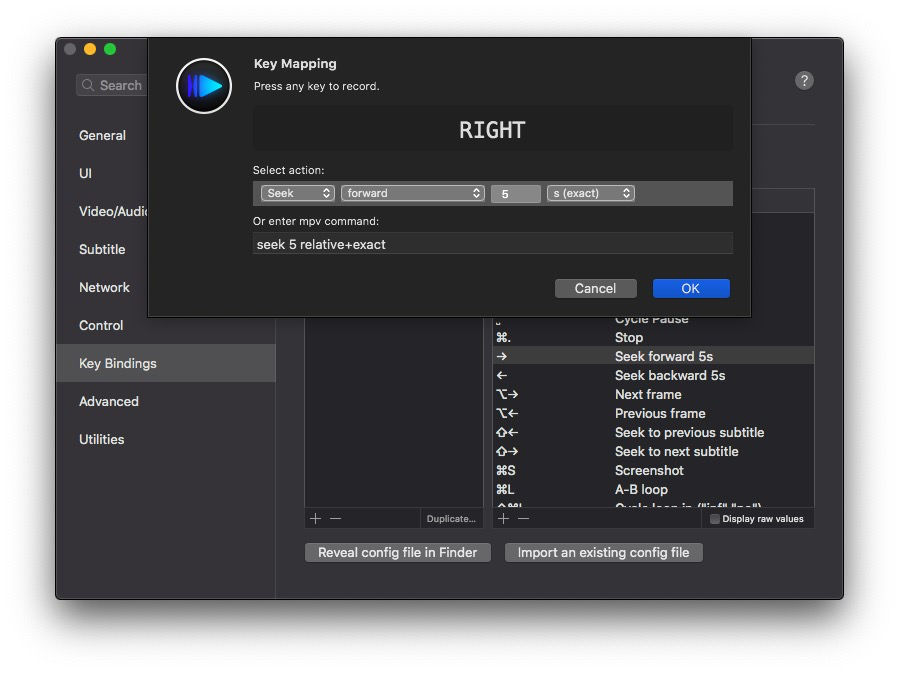 Key Mapping
Press any key to record.
RIGHT
Select action:
Seek forward 5 s (exact)
Or enter mpv command:
seek 5 relative+exact
Cancel OK
Search
?
General
UI
Video/Audio
Subtitle
Network
Control
Key Bindings
Advanced
Utilities
Cycle Pause
⌘. Stop
→ Seek forward 5s
← Seek backward 5s
⌥→ Next frame
⌥← Previous frame
⇧← Seek to previous subtitle
⇧→ Seek to next subtitle
⌘S Screenshot
⌘L A-B loop
+ − Duplicate...
+ − Display raw values
Reveal config file in Finder
Import an existing config file